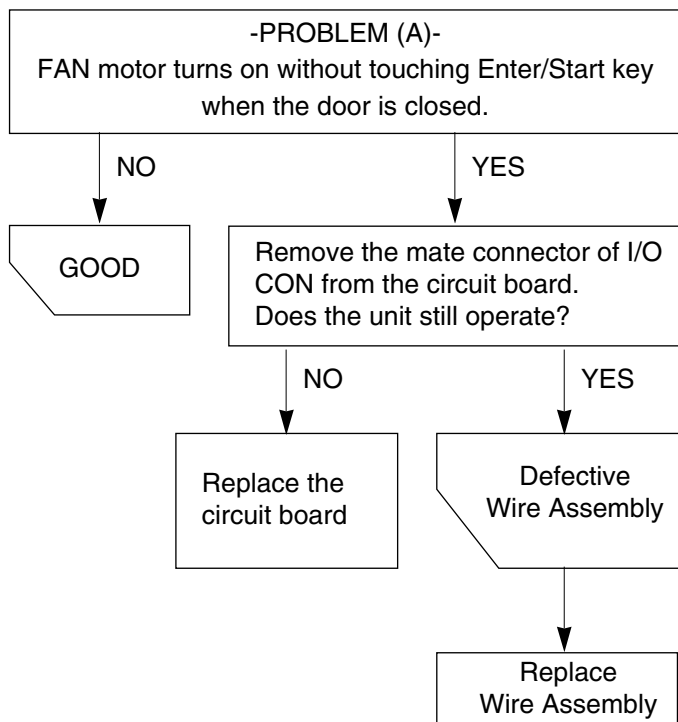 -PROBLEM (A)-
FAN motor turns on without touching Enter/Start key
when the door is closed.
NO
YES
GOOD
Remove the mate connector of I/O
CON from the circuit board.
Does the unit still operate?
NO
YES
Replace the
circuit board
Defective
Wire Assembly
Replace
Wire Assembly